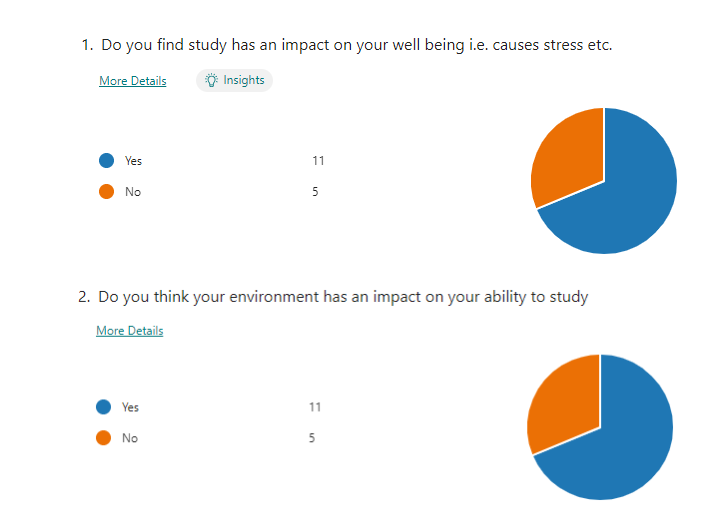 1. Do you find study has an impact on your well being i.e. causes stress etc.
More Details Insights
Yes 11
No 5
2. Do you think your environment has an impact on your ability to study
More Details
Yes 11
No 5